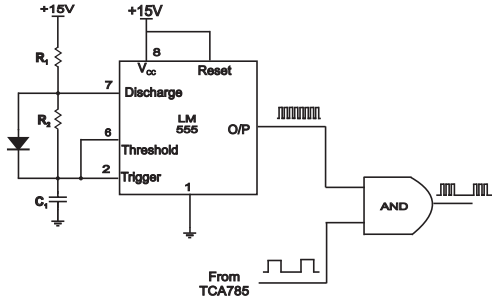 +15V
+15V
R1
8
VCC
Reset
7
Discharge
R2
LM
555
O/P
6
Threshold
2
Trigger
AND
C1
1
From
TCA785